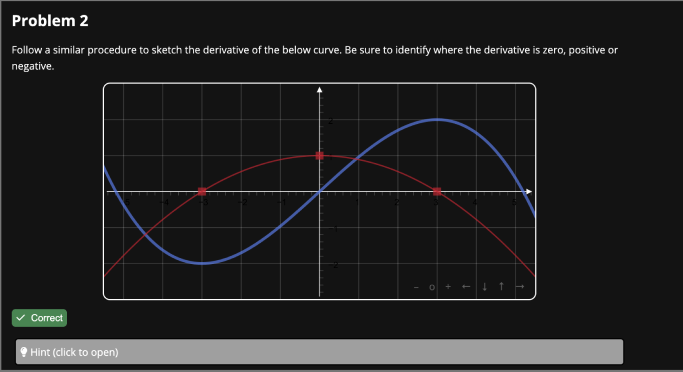 Problem 2
Follow a similar procedure to sketch the derivative of the below curve. Be sure to identify where the derivative is zero, positive or
negative.
− o + ← ↓ ↑ →
Correct
Hint (click to open)